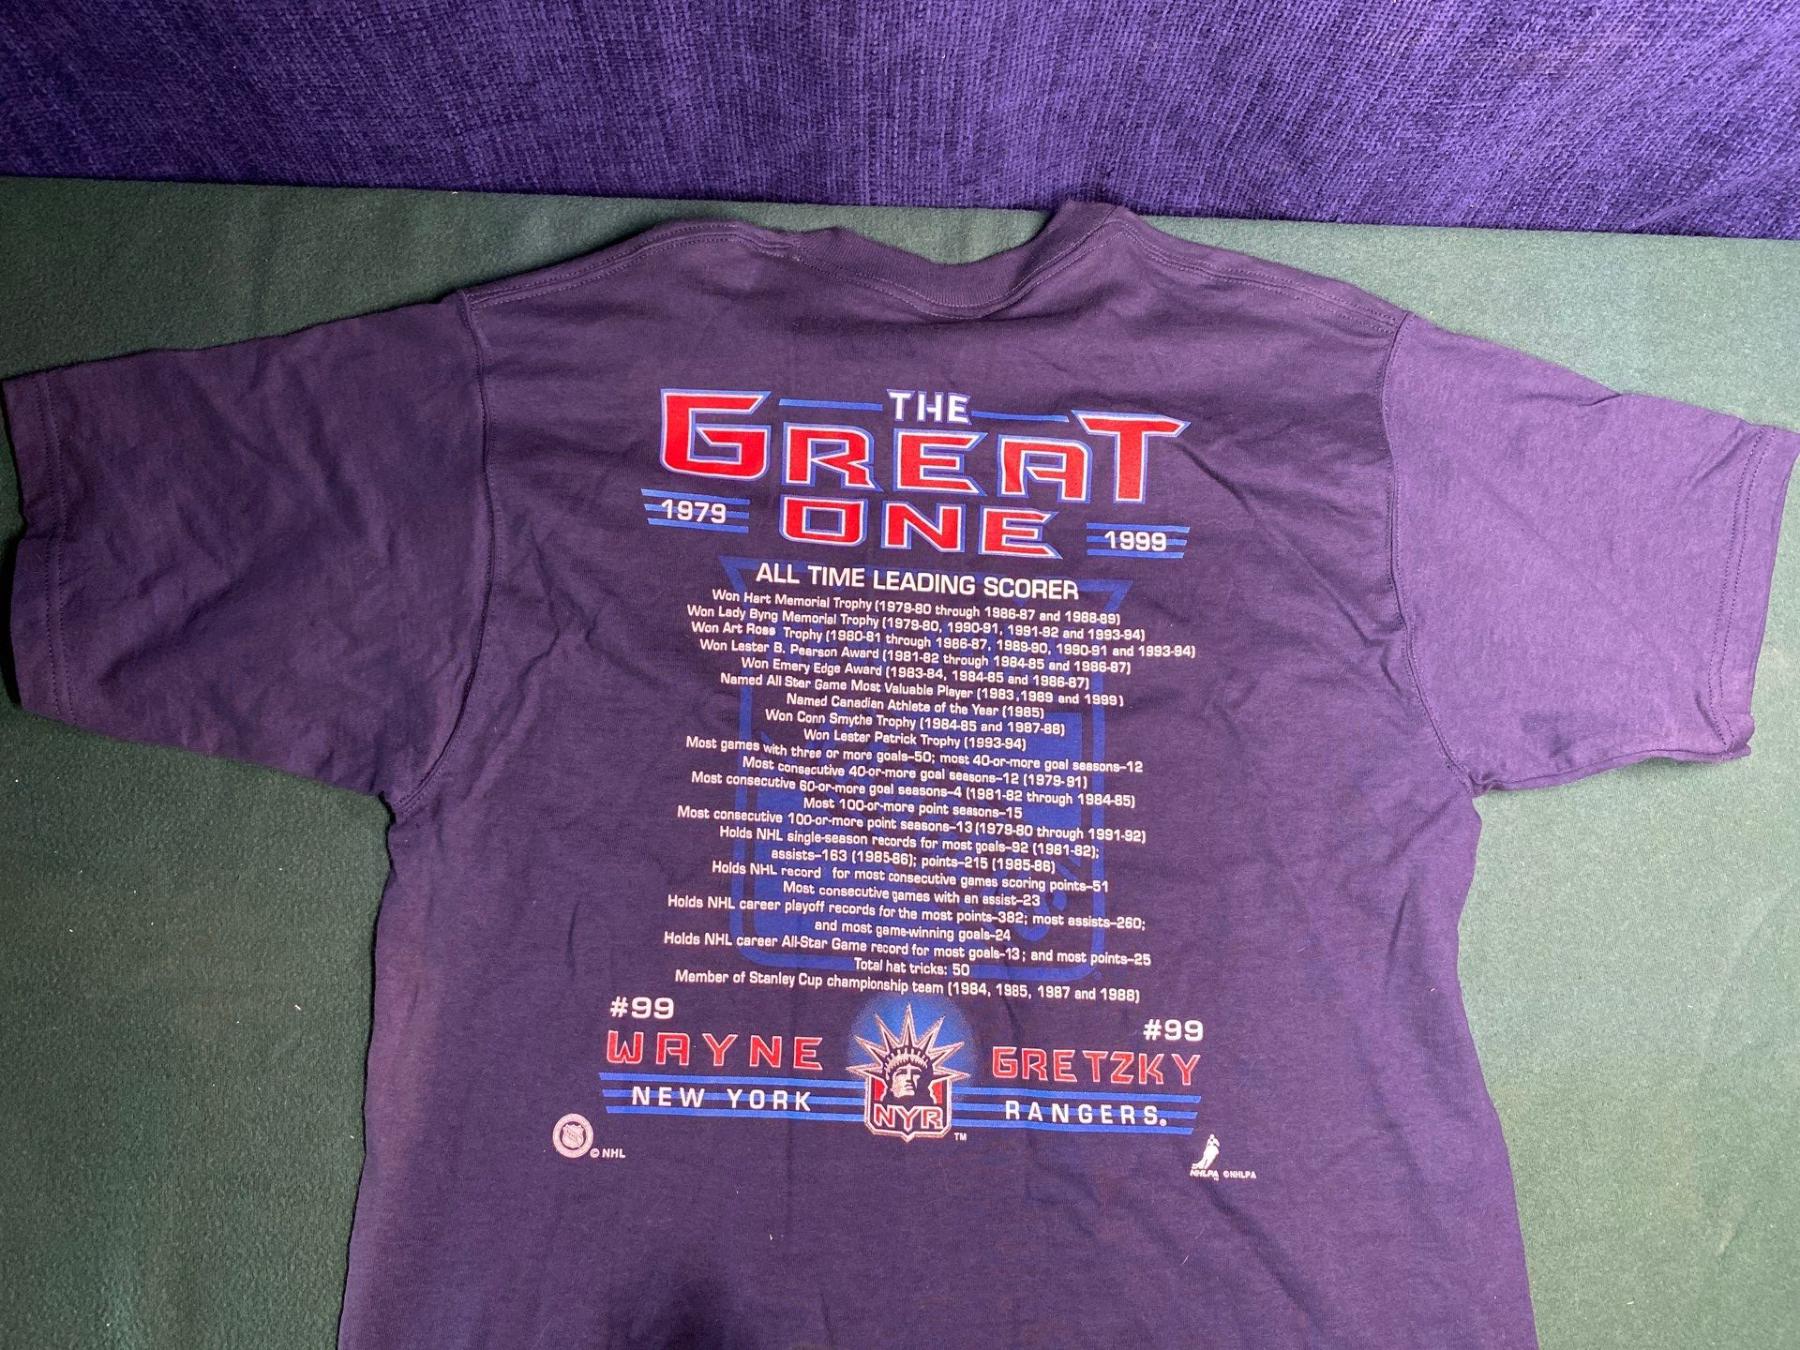 THE
GREAT
ONE
1979
1999
ALL TIME LEADING SCORER
Won Hart Memorial Trophy (1979-80 through 1986-87 and 1988-89)
Won Lady Byng Memorial Trophy (1979-80, 1990-91, 1991-92 and 1993-94)
Won Art Ross Trophy (1980-81 through 1986-87, 1989-90, 1990-91 and 1993-94)
Won Lester B. Pearson Award (1981-82 through 1984-85 and 1986-87)
Won Emery Edge Award (1983-84, 1984-85 and 1986-87)
Named All Star Game Most Valuable Player (1983,1989 and 1999)
Named Canadian Athlete of the Year (1985)
Won Conn Smythe Trophy (1984-85 and 1987-88)
Won Lester Patrick Trophy (1993-94)
Most games with three or more goals–50; most 40-or-more goal seasons–12
Most consecutive 40-or-more goal seasons–12 (1979-91)
Most consecutive 60-or-more goal seasons–4 (1981-82 through 1984-85)
Most 100-or-more point seasons–15
Most consecutive 100-or-more point seasons–13 (1979-80 through 1991-92)
Holds NHL single-season records for most goals–92 (1981-82);
assists–163 (1985-86); points–215 (1985-86)
Holds NHL record for most consecutive games scoring points–51
Most consecutive games with an assist–23
Holds NHL career playoff records for the most points–382; most assists–260;
and most game-winning goals–24
Holds NHL career All-Star Game record for most goals–13; and most points–25
Total hat tricks: 50
Member of Stanley Cup championship team (1984, 1985, 1987 and 1988)
#99 #99
WAYNE GRETZKY
NEW YORK RANGERS®
NYR
™
© NHL
NHLPA © NHLPA